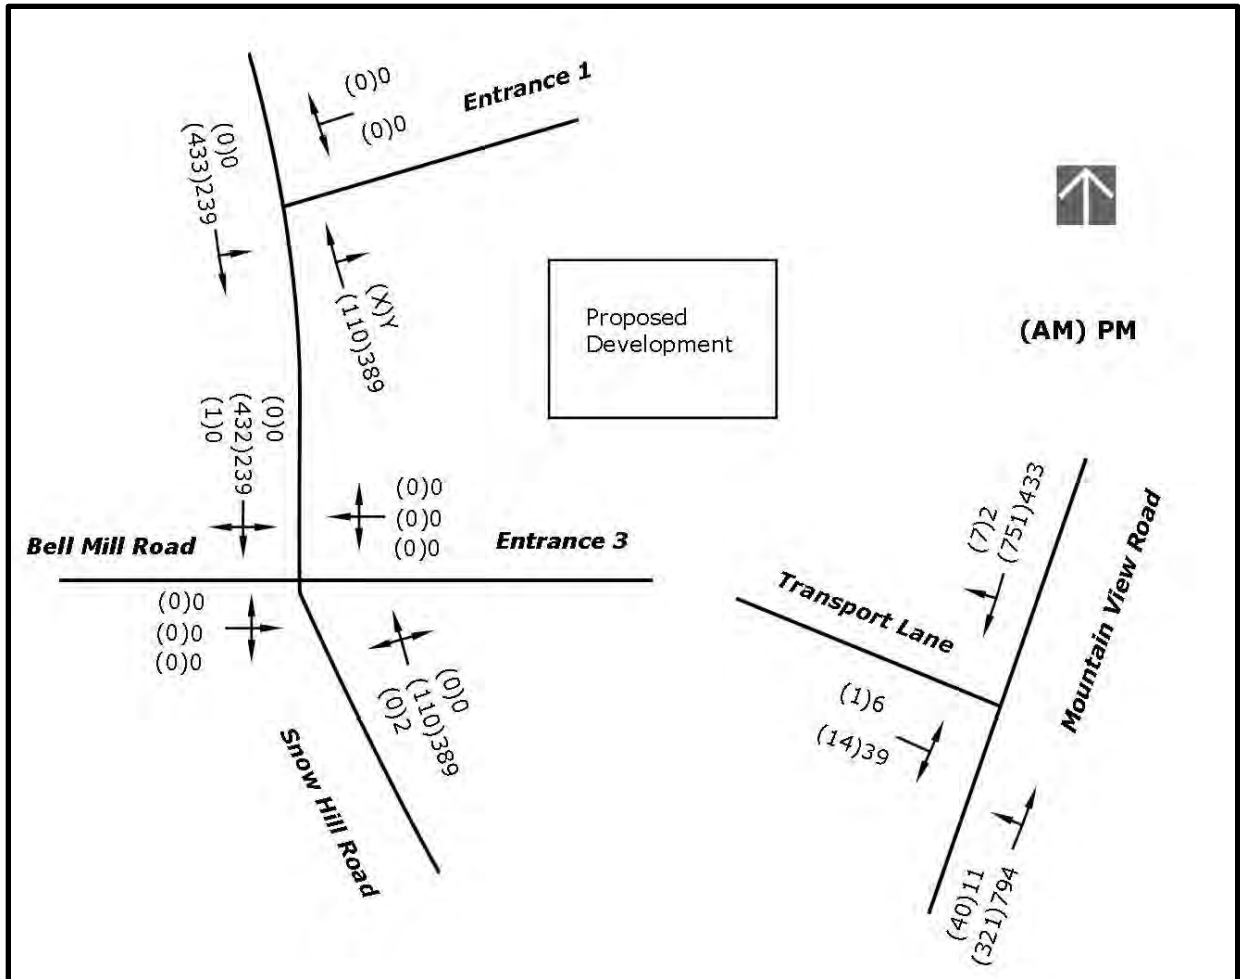 (0)0
(0)0
Entrance 1
(0)0
(433)239
(X)Y
(110)389
Proposed
Development
(AM) PM
(0)0
(432)239
(1)0
(0)0
(0)0
(0)0
Bell Mill Road
Entrance 3
(0)0
(0)0
(0)0
(0)0
(110)389
(0)2
Snow Hill Road
(7)2
(751)433
Transport Lane
Mountain View Road
(1)6
(14)39
(40)11
(321)794